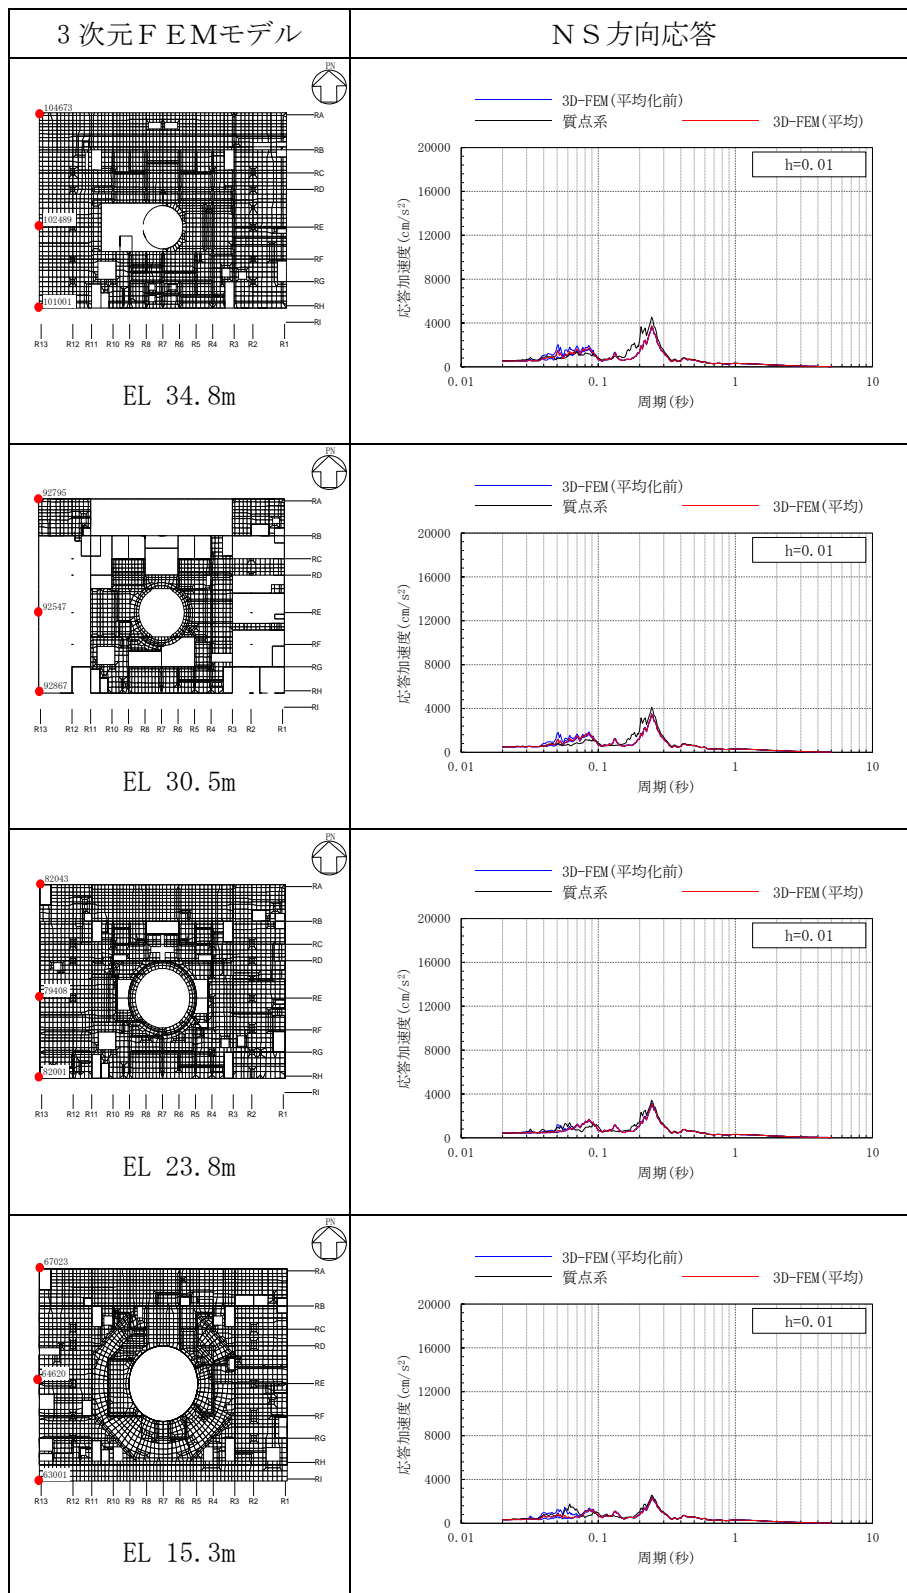 3次元ＦＥＭモデル
ＮＳ方向応答
PN
104673
102489
101001
RA
RB
RC
RD
RE
RF
RG
RH
RI
R13 R12 R11 R10 R9 R8 R7 R6 R5 R4 R3 R2 R1
EL 34.8m
3D-FEM(平均化前)
質点系 3D-FEM(平均)
h=0.01
応答加速度(cm/s²)
20000
16000
12000
8000
4000
0
0.01 0.1 1 10
周期(秒)
PN
92795
92547
92867
RA
RB
RC
RD
RE
RF
RG
RH
RI
R13 R12 R11 R10 R9 R8 R7 R6 R5 R4 R3 R2 R1
EL 30.5m
3D-FEM(平均化前)
質点系 3D-FEM(平均)
h=0.01
応答加速度(cm/s²)
20000
16000
12000
8000
4000
0
0.01 0.1 1 10
周期(秒)
PN
82043
79408
82001
RA
RB
RC
RD
RE
RF
RG
RH
RI
R13 R12 R11 R10 R9 R8 R7 R6 R5 R4 R3 R2 R1
EL 23.8m
3D-FEM(平均化前)
質点系 3D-FEM(平均)
h=0.01
応答加速度(cm/s²)
20000
16000
12000
8000
4000
0
0.01 0.1 1 10
周期(秒)
PN
67023
64620
63001
RA
RB
RC
RD
RE
RF
RG
RH
RI
R13 R12 R11 R10 R9 R8 R7 R6 R5 R4 R3 R2 R1
EL 15.3m
3D-FEM(平均化前)
質点系 3D-FEM(平均)
h=0.01
応答加速度(cm/s²)
20000
16000
12000
8000
4000
0
0.01 0.1 1 10
周期(秒)